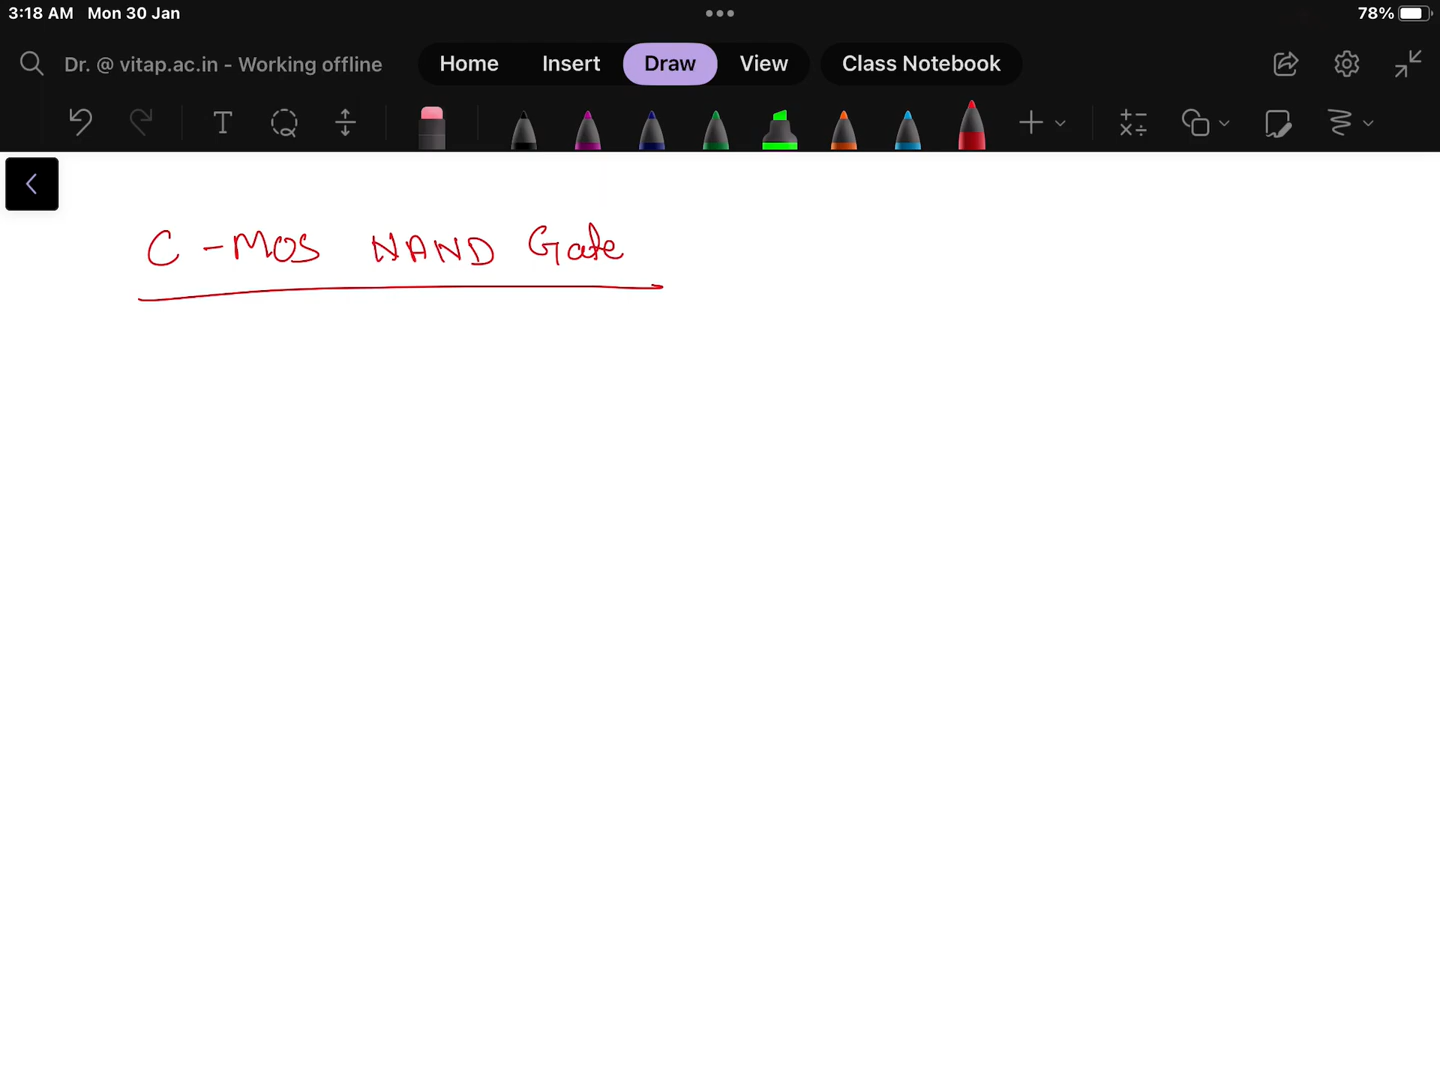 3:18 AM Mon 30 Jan
78%
Dr. @ vitap.ac.in - Working offline
Home Insert Draw View Class Notebook
T
C-MOS NAND Gate